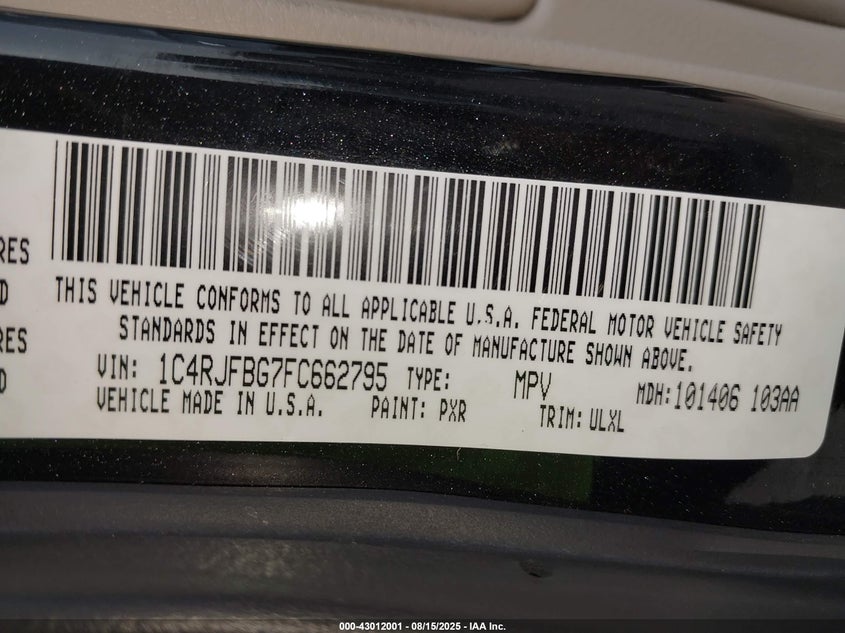 RES
D
RES
D
THIS VEHICLE CONFORMS TO ALL APPLICABLE U.S.A. FEDERAL MOTOR VEHICLE SAFETY
STANDARDS IN EFFECT ON THE DATE OF MANUFACTURE SHOWN ABOVE.
VIN: 1C4RJFBG7FC662795 TYPE: MPV MDH:101406 103AA
VEHICLE MADE IN U.S.A. PAINT: PXR TRIM: ULXL
000-43012001 - 08/15/2025 - IAA Inc.